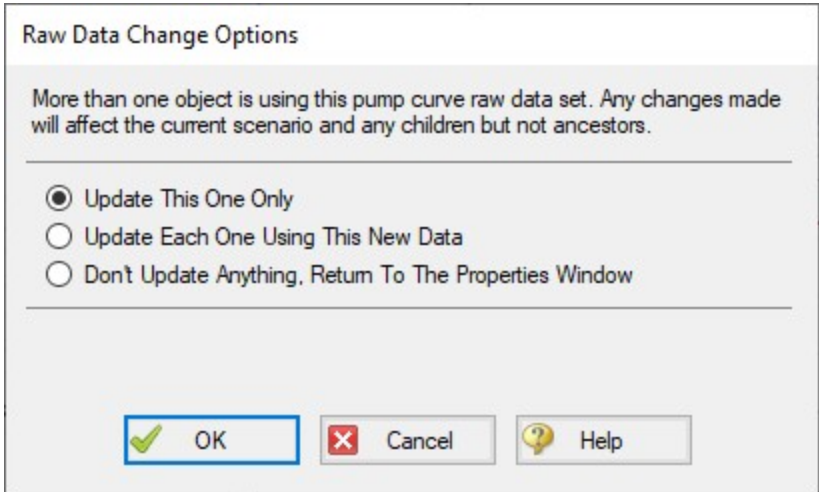 Raw Data Change Options
More than one object is using this pump curve raw data set. Any changes made
will affect the current scenario and any children but not ancestors.
Update This One Only
Update Each One Using This New Data
Don't Update Anything, Return To The Properties Window
OK Cancel Help